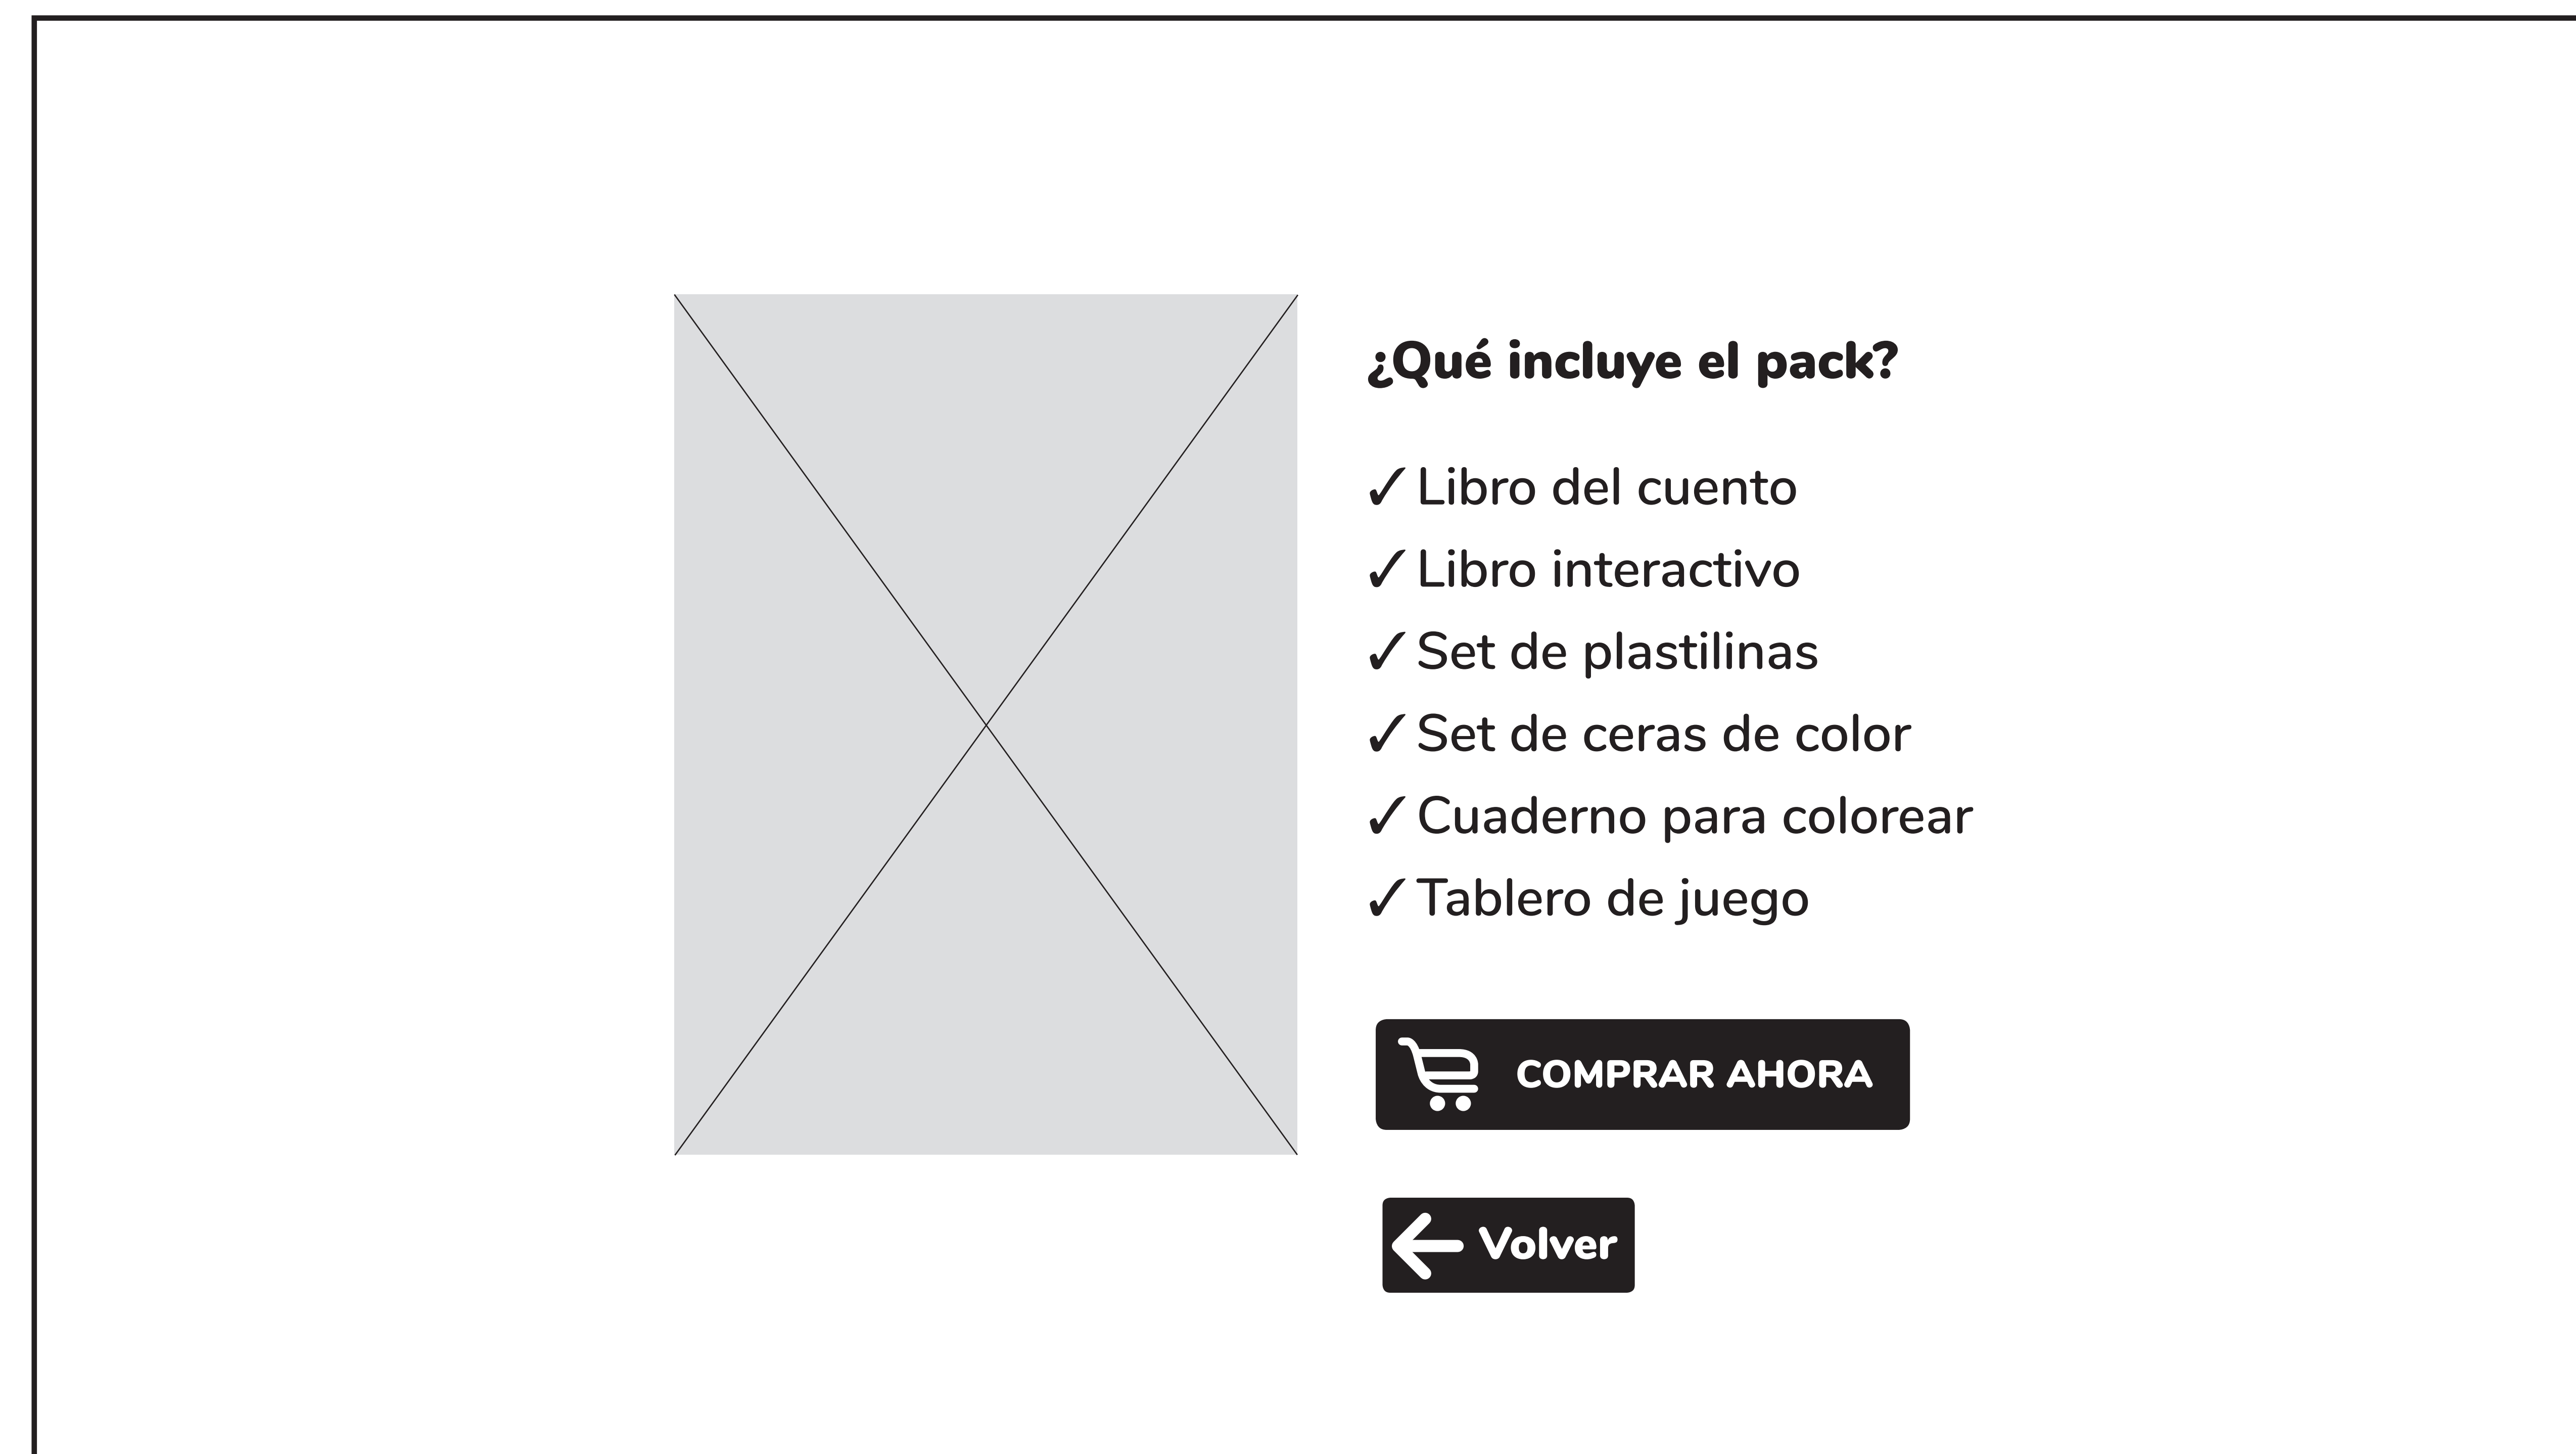 ¿Qué incluye el pack?
✓ Libro del cuento
✓ Libro interactivo
✓ Set de plastilinas
✓ Set de ceras de color
✓ Cuaderno para colorear
✓ Tablero de juego
COMPRAR AHORA
Volver